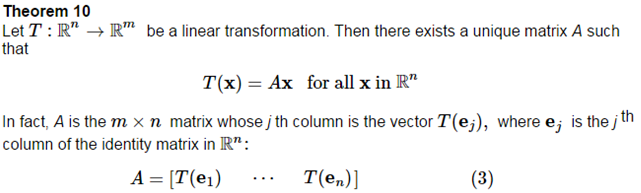 Theorem 10
Let T : ℝⁿ → ℝᵐ be a linear transformation. Then there exists a unique matrix A such
that
T(𝐱) = A𝐱 for all 𝐱 in ℝⁿ
In fact, A is the m × n matrix whose j th column is the vector T(𝐞ⱼ), where 𝐞ⱼ is the j th
column of the identity matrix in ℝⁿ:
A = [T(𝐞₁) ⋯ T(𝐞ₙ)] (3)